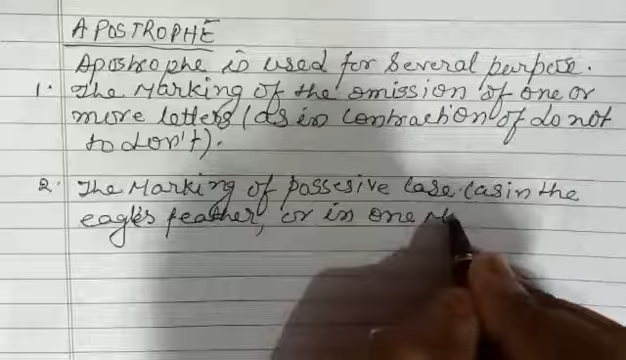 APOSTROPHE
Apostrophe is used for several purpose.
1. The Marking of the omission of one or
more letters (as in contraction of do not
to don't).
2. The Marking of possesive case (as in the
eagle's feather, or in one